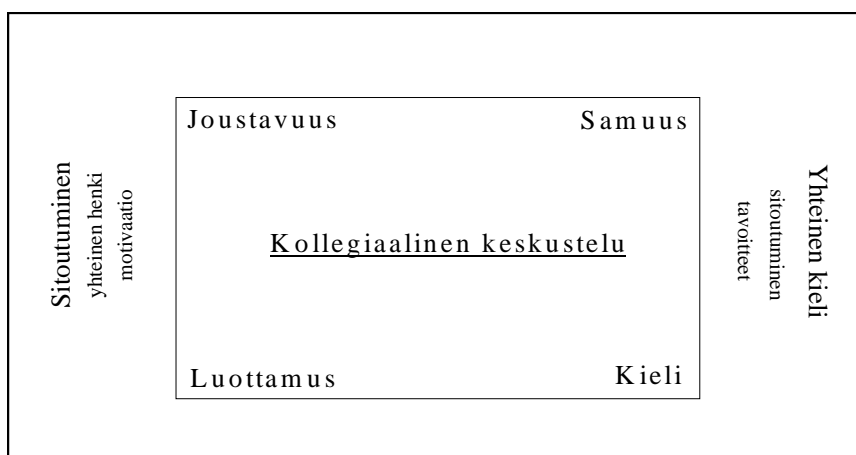 Sitoutuminen
yhteinen henki
motivaatio
Joustavuus
Samuus
Kollegiaalinen keskustelu
Luottamus
Kieli
Yhteinen kieli
sitoutuminen
tavoitteet